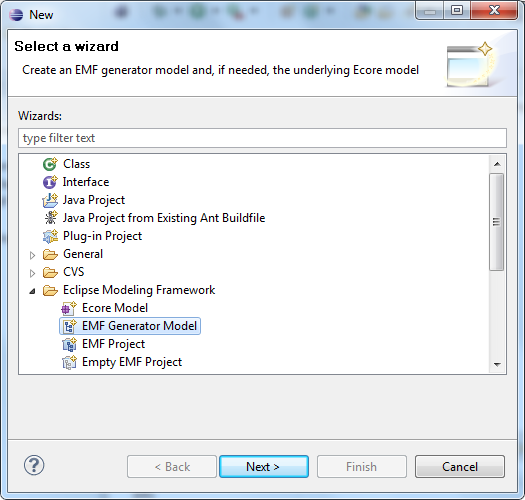 New
Select a wizard
Create an EMF generator model and, if needed, the underlying Ecore model
Wizards:
type filter text
Class
Interface
Java Project
Java Project from Existing Ant Buildfile
Plug-in Project
General
CVS
Eclipse Modeling Framework
Ecore Model
EMF Generator Model
EMF Project
Empty EMF Project
? < Back Next > Finish Cancel